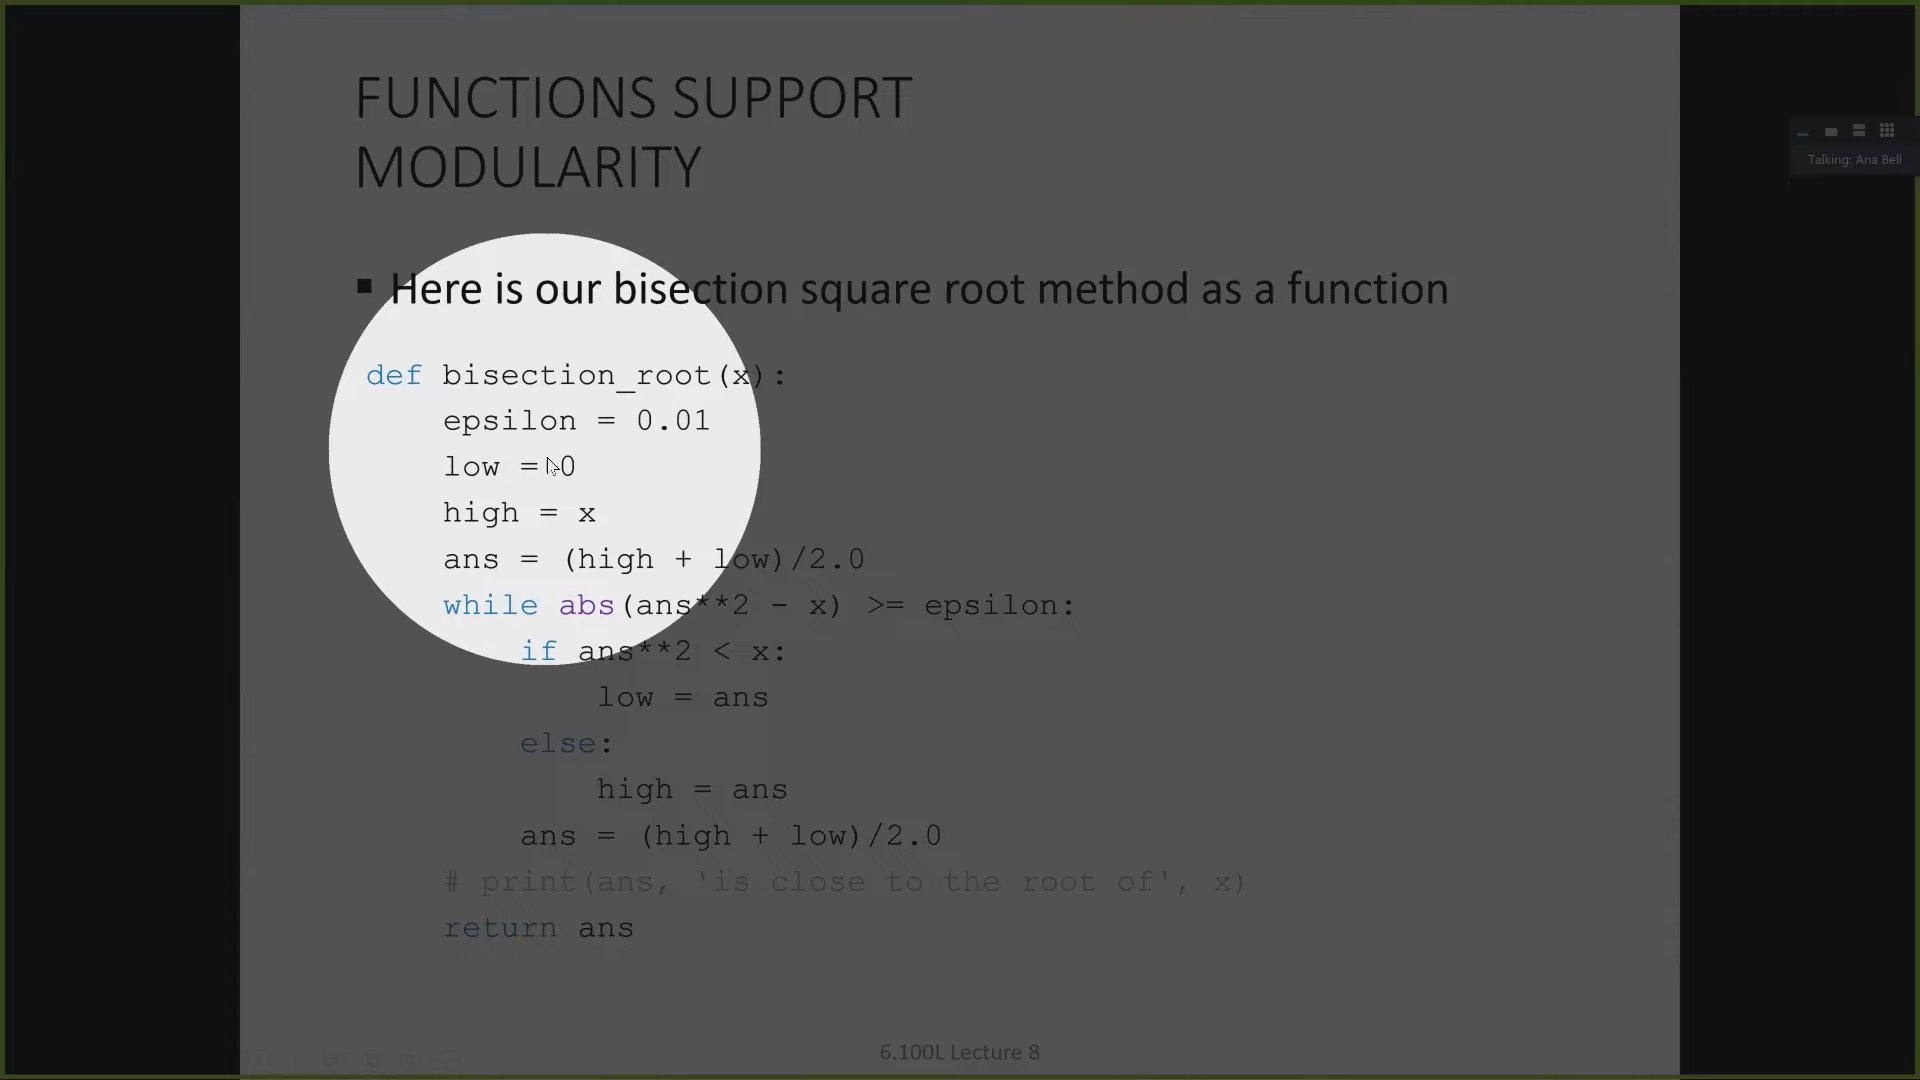 FUNCTIONS SUPPORT
MODULARITY
Talking: Ana Bell
▪ Here is our bisection square root method as a function
def bisection_root(x):
    epsilon = 0.01
    low = 0
    high = x
    ans = (high + low)/2.0
    while abs(ans**2 - x) >= epsilon:
        if ans**2 < x:
            low = ans
        else:
            high = ans
        ans = (high + low)/2.0
    # print(ans, 'is close to the root of', x)
    return ans
6.100L Lecture 8